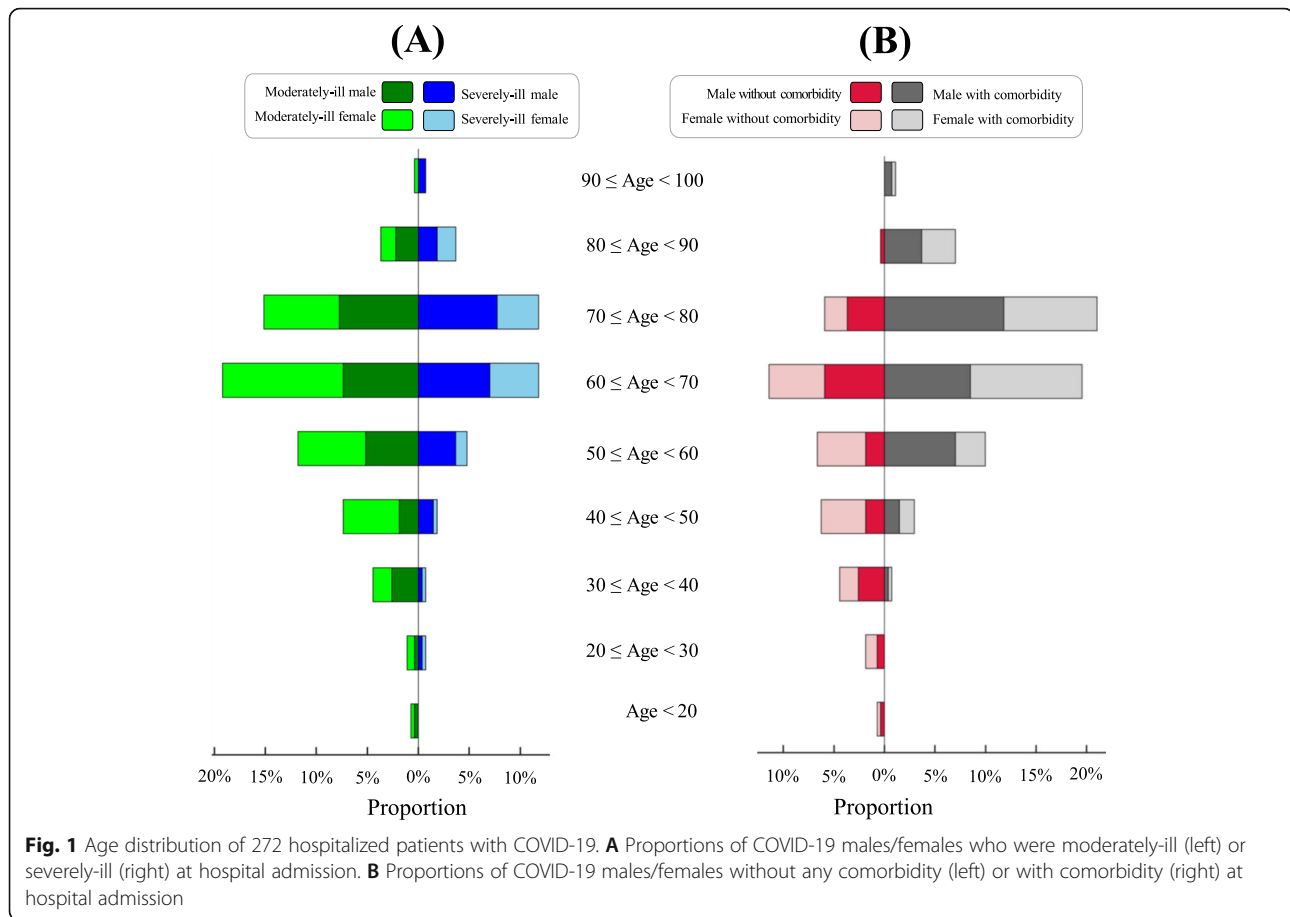 (A)
(B)
Moderately-ill male
Severely-ill male
Moderately-ill female
Severely-ill female
Male without comorbidity
Male with comorbidity
Female without comorbidity
Female with comorbidity
90 ≤ Age < 100
80 ≤ Age < 90
70 ≤ Age < 80
60 ≤ Age < 70
50 ≤ Age < 60
40 ≤ Age < 50
30 ≤ Age < 40
20 ≤ Age < 30
Age < 20
20% 15% 10% 5% 0% 5% 10%
10% 5% 0% 5% 10% 15% 20%
Proportion
Proportion
Fig. 1 Age distribution of 272 hospitalized patients with COVID-19. A Proportions of COVID-19 males/females who were moderately-ill (left) or
severely-ill (right) at hospital admission. B Proportions of COVID-19 males/females without any comorbidity (left) or with comorbidity (right) at
hospital admission